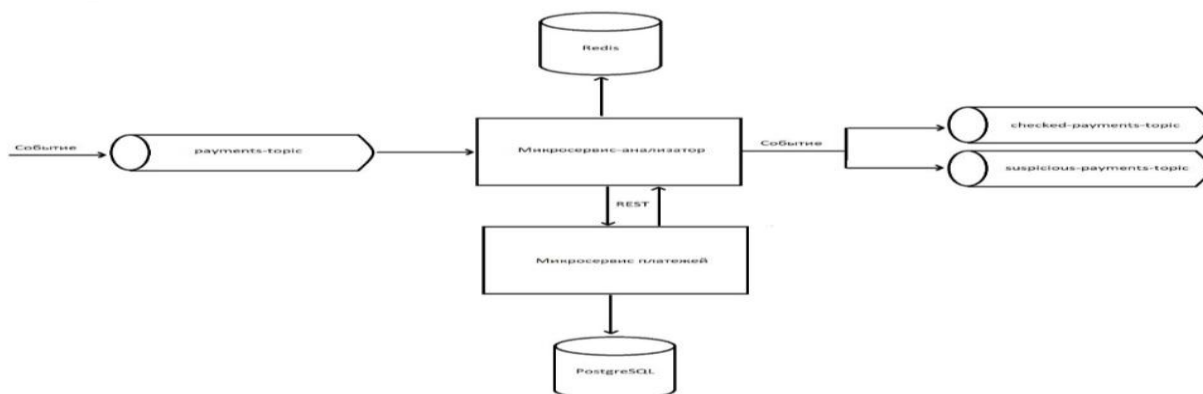 Redis
Событие
payments-topic
Микросервис-анализатор
Событие
checked-payments-topic
suspicious-payments-topic
REST
Микросервис платежей
PostgreSQL